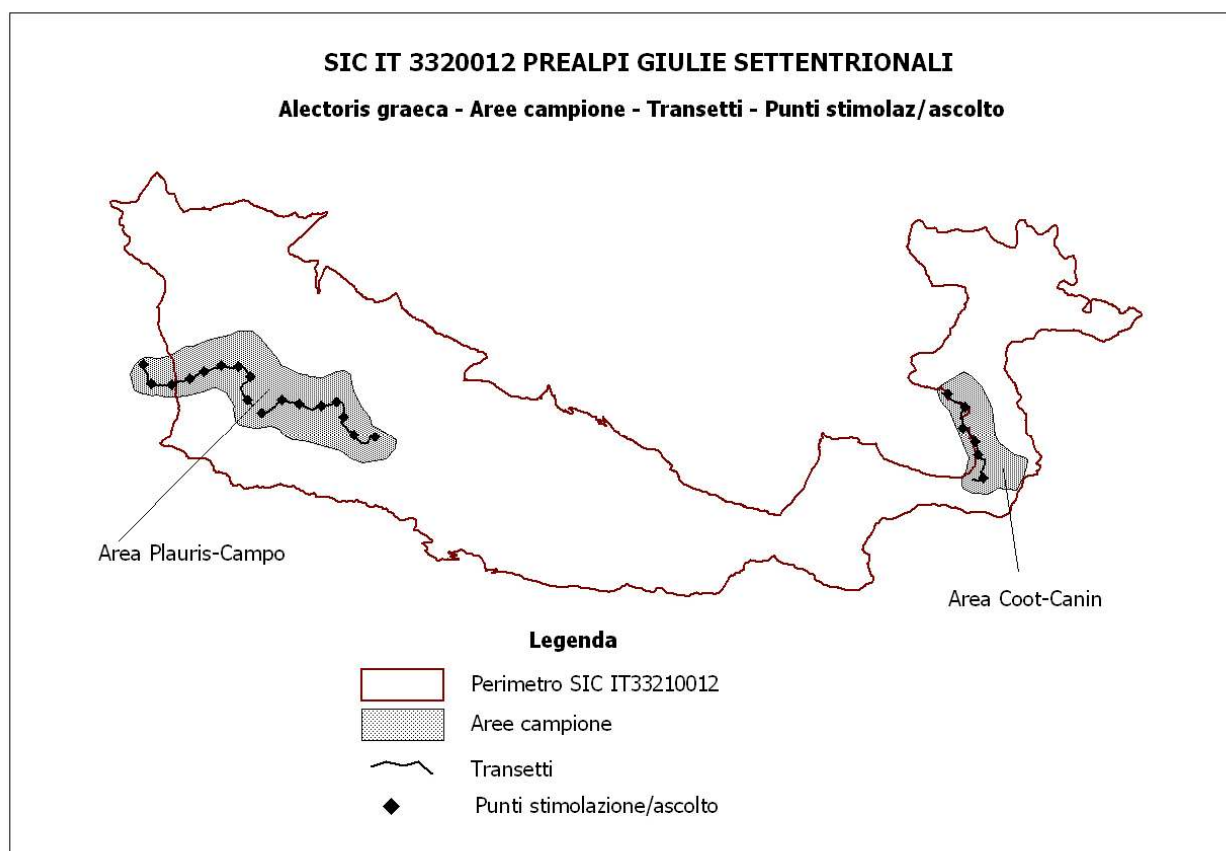 SIC IT 3320012 PREALPI GIULIE SETTENTRIONALI
Alectoris graeca - Aree campione - Transetti - Punti stimolaz/ascolto
Area Plauris-Campo
Area Coot-Canin
Legenda
Perimetro SIC IT33210012
Aree campione
Transetti
Punti stimolazione/ascolto